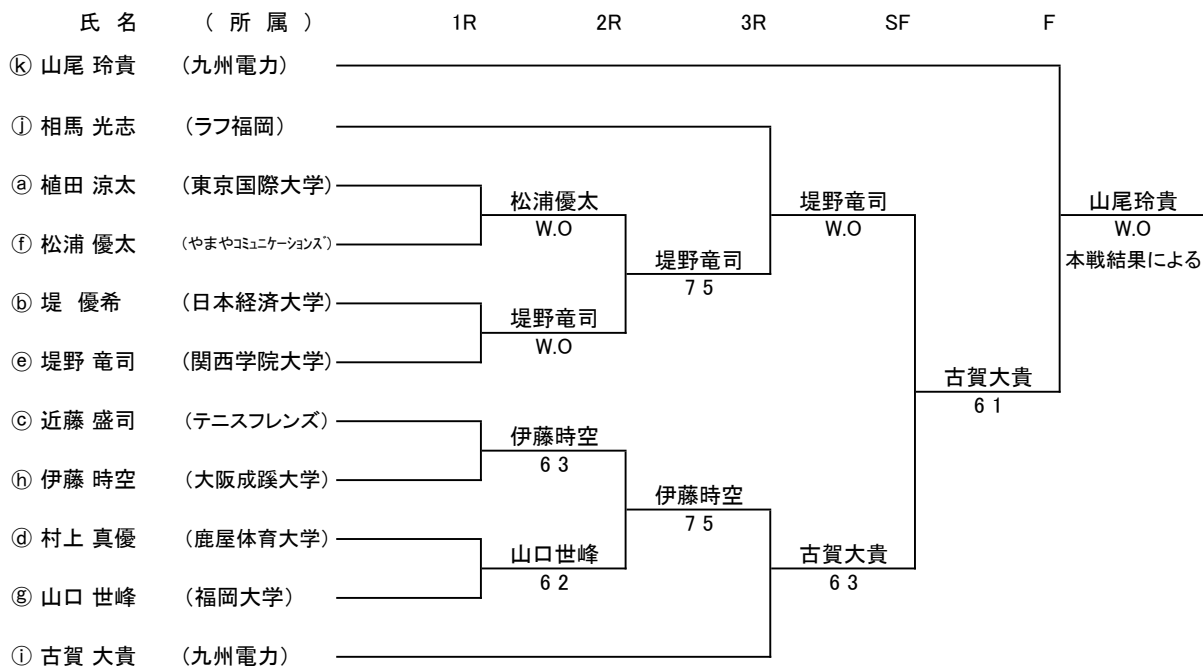 氏 名 ( 所 属 ) 1R 2R 3R SF F
ⓚ 山尾 玲貴 (九州電力)
ⓙ 相馬 光志 (ラフ福岡)
ⓐ 植田 涼太 (東京国際大学)
松浦優太 堤野竜司 山尾玲貴
W.O W.O W.O
ⓕ 松浦 優太 (やまやコミュニケーションズ)
堤野竜司 本戦結果による
7 5
ⓑ 堤 優希 (日本経済大学)
堤野竜司
W.O
ⓔ 堤野 竜司 (関西学院大学)
古賀大貴
6 1
ⓒ 近藤 盛司 (テニスフレンズ)
伊藤時空
6 3
ⓗ 伊藤 時空 (大阪成蹊大学)
伊藤時空
7 5
ⓓ 村上 真優 (鹿屋体育大学)
山口世峰 古賀大貴
6 2 6 3
ⓖ 山口 世峰 (福岡大学)
ⓘ 古賀 大貴 (九州電力)